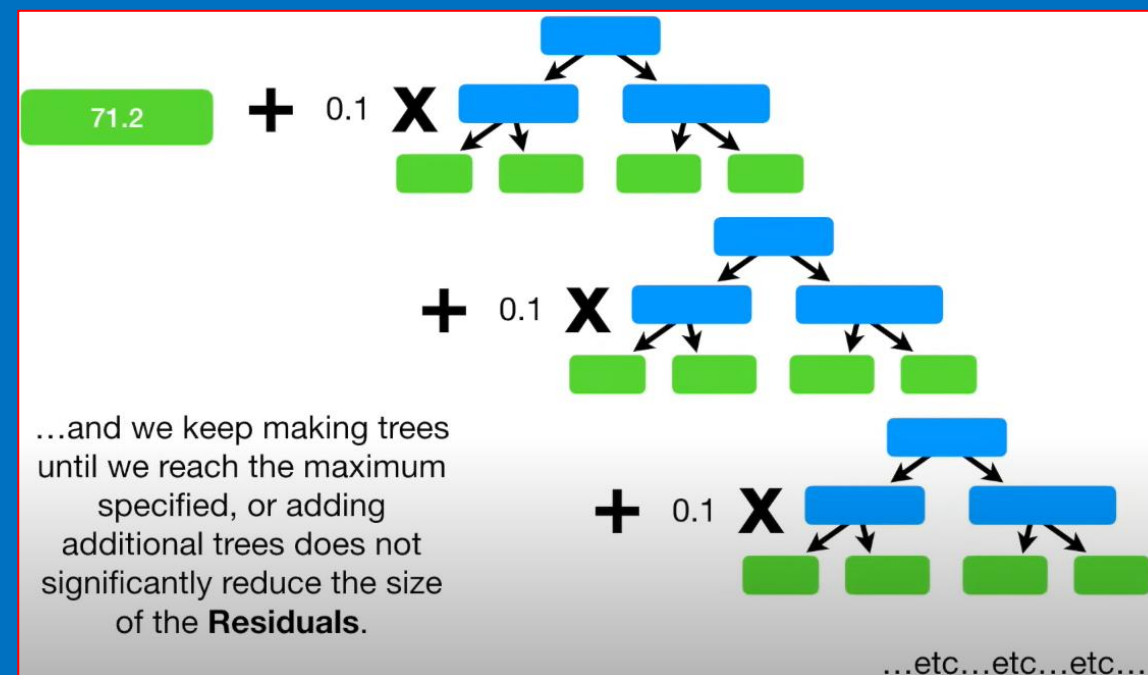 71.2
+ 0.1 X
+ 0.1 X
…and we keep making trees
until we reach the maximum
specified, or adding
additional trees does not
significantly reduce the size
of the Residuals.
+ 0.1 X
…etc…etc…etc…